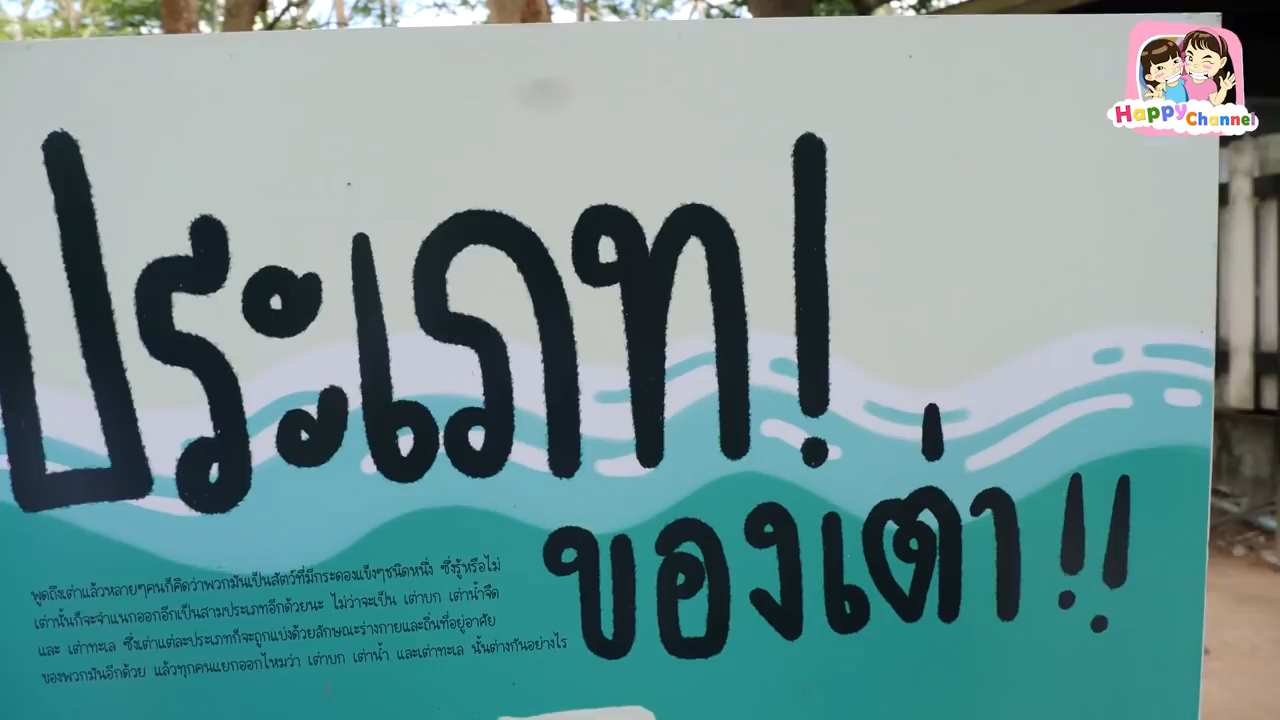 Happy Channel
ประเภท!
ของเต่า!!
พูดถึงเต่าแล้วหลายๆคนก็คิดว่าพวกมันเป็นสัตว์ที่มีกระดองแข็งๆชนิดหนึ่ง ซึ่งรู้หรือไม่
เต่านั้นก็จะจำแนกออกอีกเป็นสามประเภทอีกด้วยนะ ไม่ว่าจะเป็น เต่าบก เต่าน้ำจืด
และ เต่าทะเล ซึ่งเต่าแต่ละประเภทก็จะถูกแบ่งด้วยลักษณะร่างกายและถิ่นที่อยู่อาศัย
ของพวกมันอีกด้วย แล้วทุกคนแยกออกไหมว่า เต่าบก เต่าน้ำ และเต่าทะเล นั้นต่างกันอย่างไร